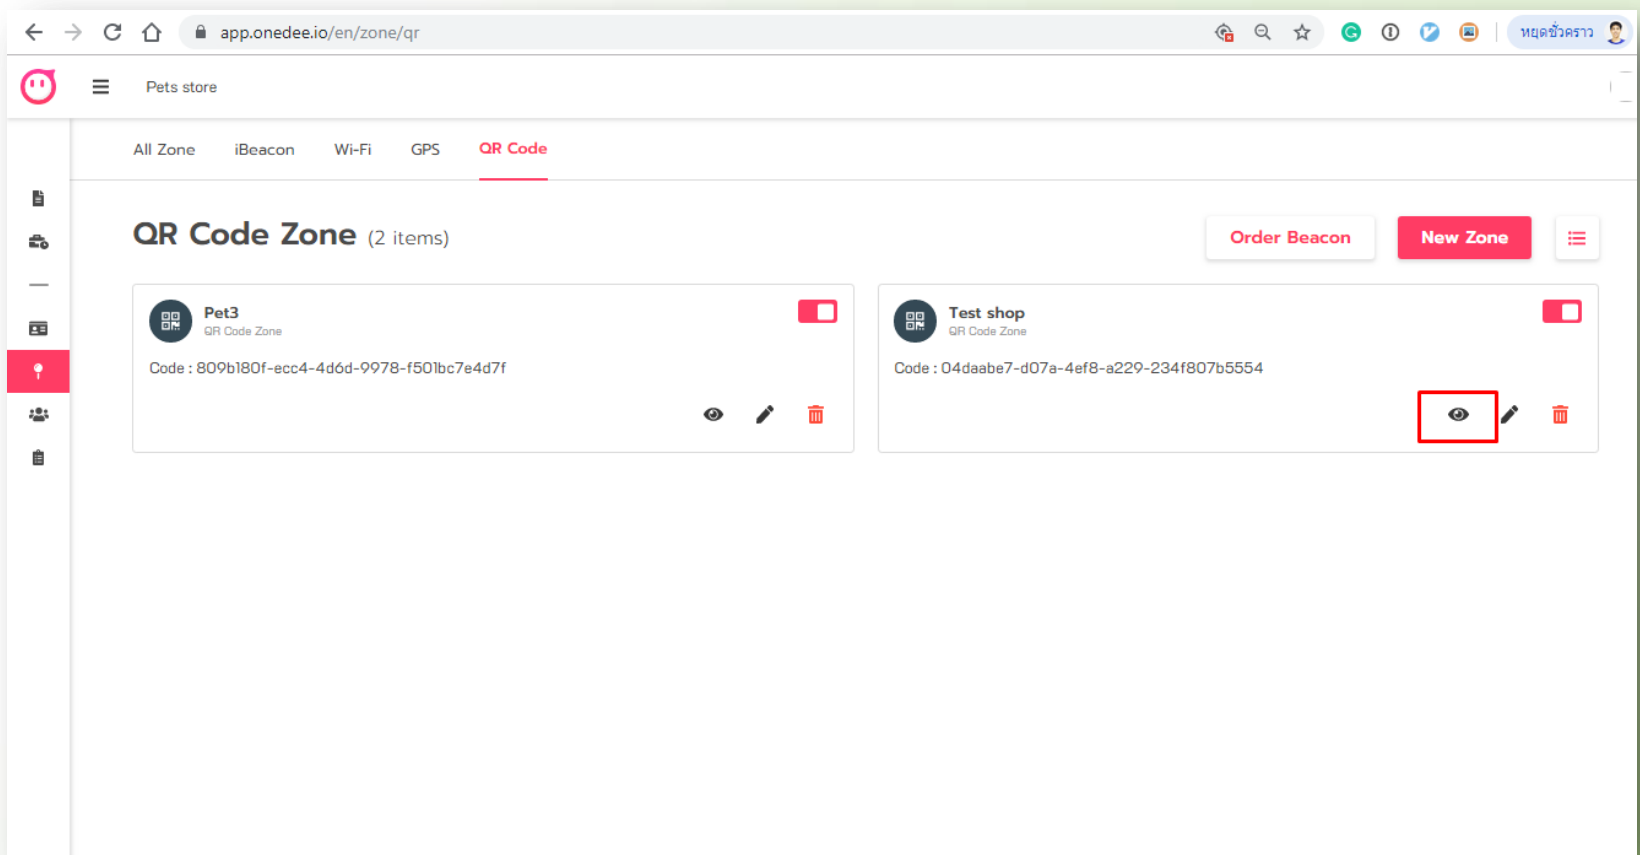 app.onedee.io/en/zone/qr
หยุดชั่วคราว
Pets store
All Zone iBeacon Wi-Fi GPS QR Code
QR Code Zone (2 items)
Order Beacon New Zone
Pet3
QR Code Zone
Code : 809b180f-ecc4-4d6d-9978-f501bc7e4d7f
Test shop
QR Code Zone
Code : 04daabe7-d07a-4ef8-a229-234f807b5554